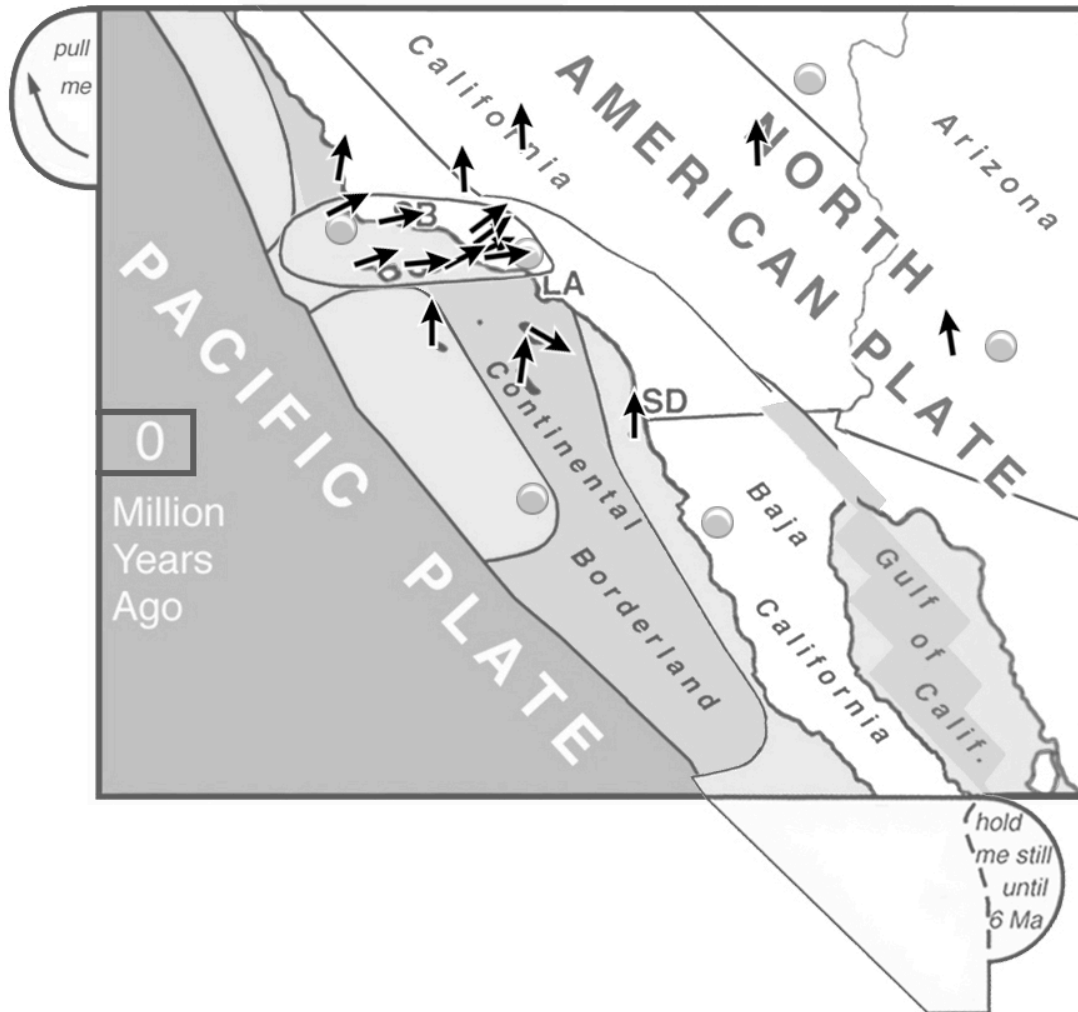 pull
me
California
NORTH
AMERICAN PLATE
Arizona
SB
LA
SD
PACIFIC PLATE
0
Million
Years
Ago
Continental
Borderland
Baja
California
Gulf
of
Calif.
hold
me still
until
6 Ma